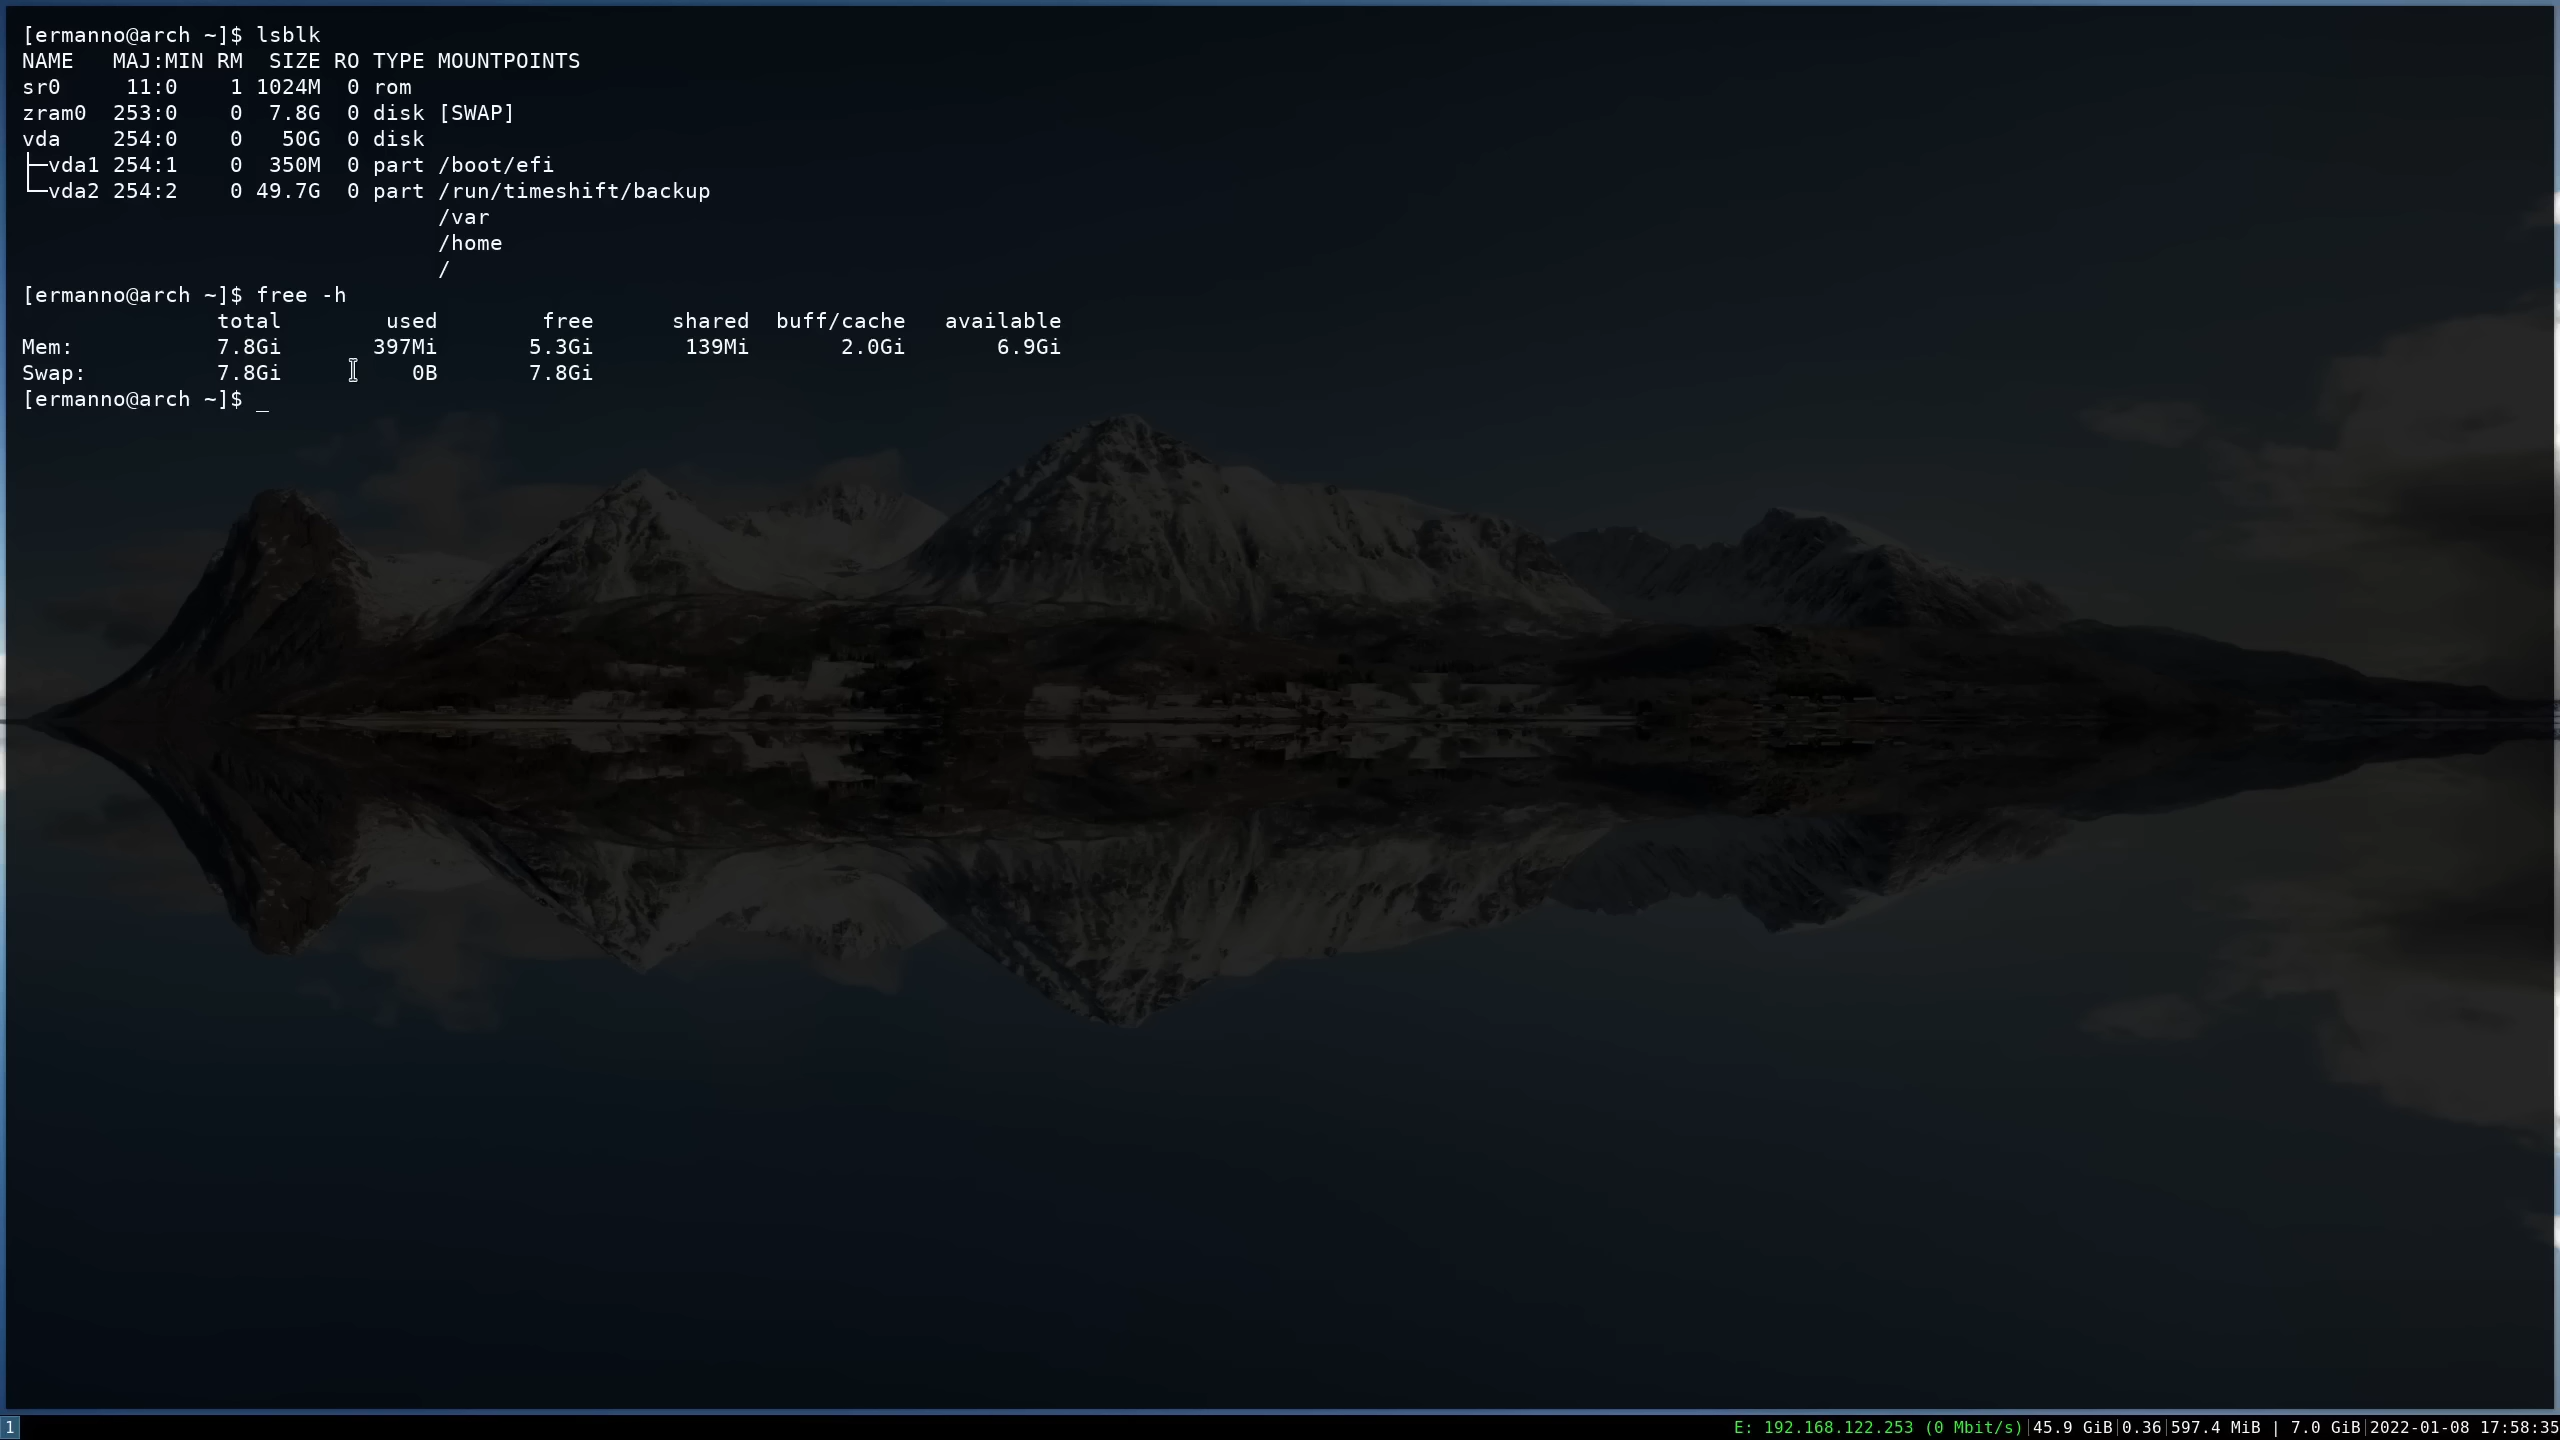 [ermanno@arch ~]$ lsblk
NAME   MAJ:MIN RM  SIZE RO TYPE MOUNTPOINTS
sr0     11:0    1 1024M  0 rom
zram0  253:0    0  7.8G  0 disk [SWAP]
vda    254:0    0   50G  0 disk
├─vda1 254:1    0  350M  0 part /boot/efi
└─vda2 254:2    0 49.7G  0 part /run/timeshift/backup
                                /var
                                /home
                                /
[ermanno@arch ~]$ free -h
               total        used        free      shared  buff/cache   available
Mem:           7.8Gi       397Mi       5.3Gi       139Mi       2.0Gi       6.9Gi
Swap:          7.8Gi          0B       7.8Gi
[ermanno@arch ~]$ _
1 E: 192.168.122.253 (0 Mbit/s)|45.9 GiB|0.36|597.4 MiB | 7.0 GiB|2022-01-08 17:58:35